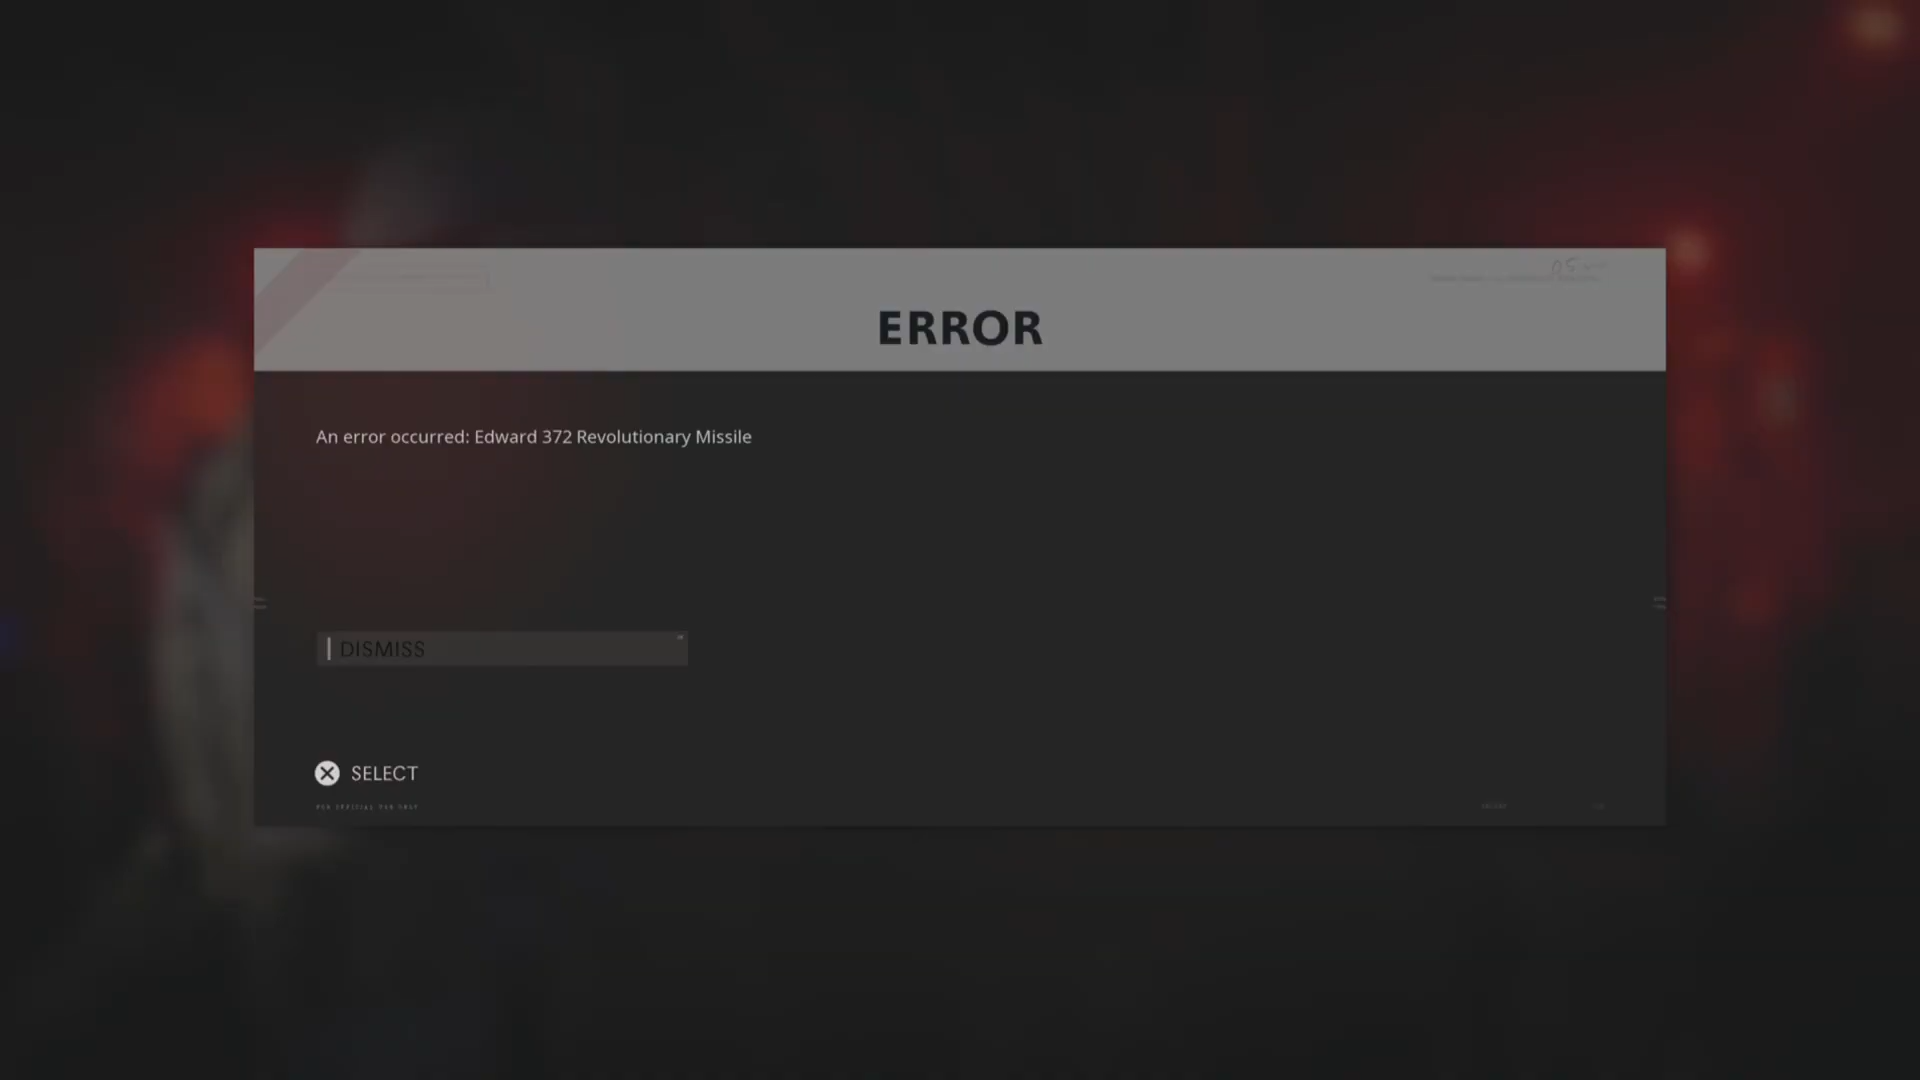 ERROR
An error occurred: Edward 372 Revolutionary Missile
DISMISS
SELECT